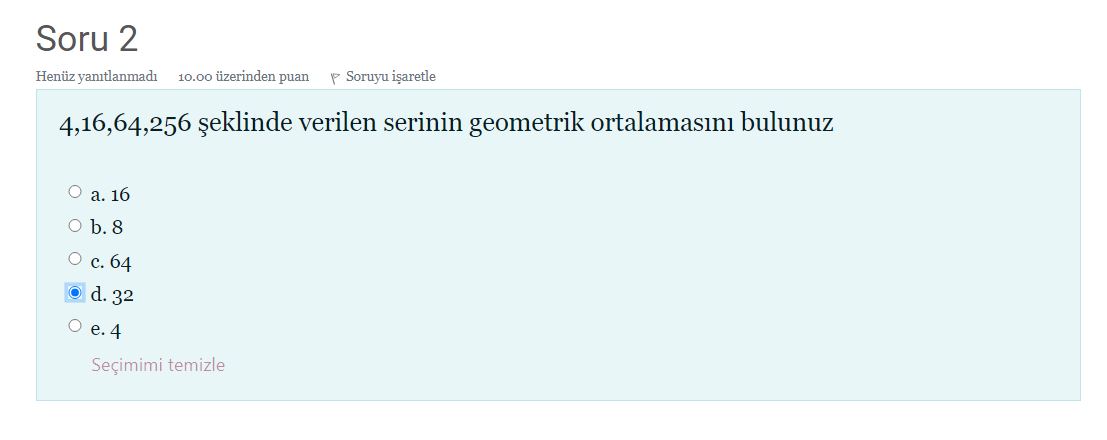 Soru 2
Henüz yanıtlanmadı 10.00 üzerinden puan Soruyu işaretle
4,16,64,256 şeklinde verilen serinin geometrik ortalamasını bulunuz
a. 16
b. 8
c. 64
d. 32
e. 4
Seçimimi temizle